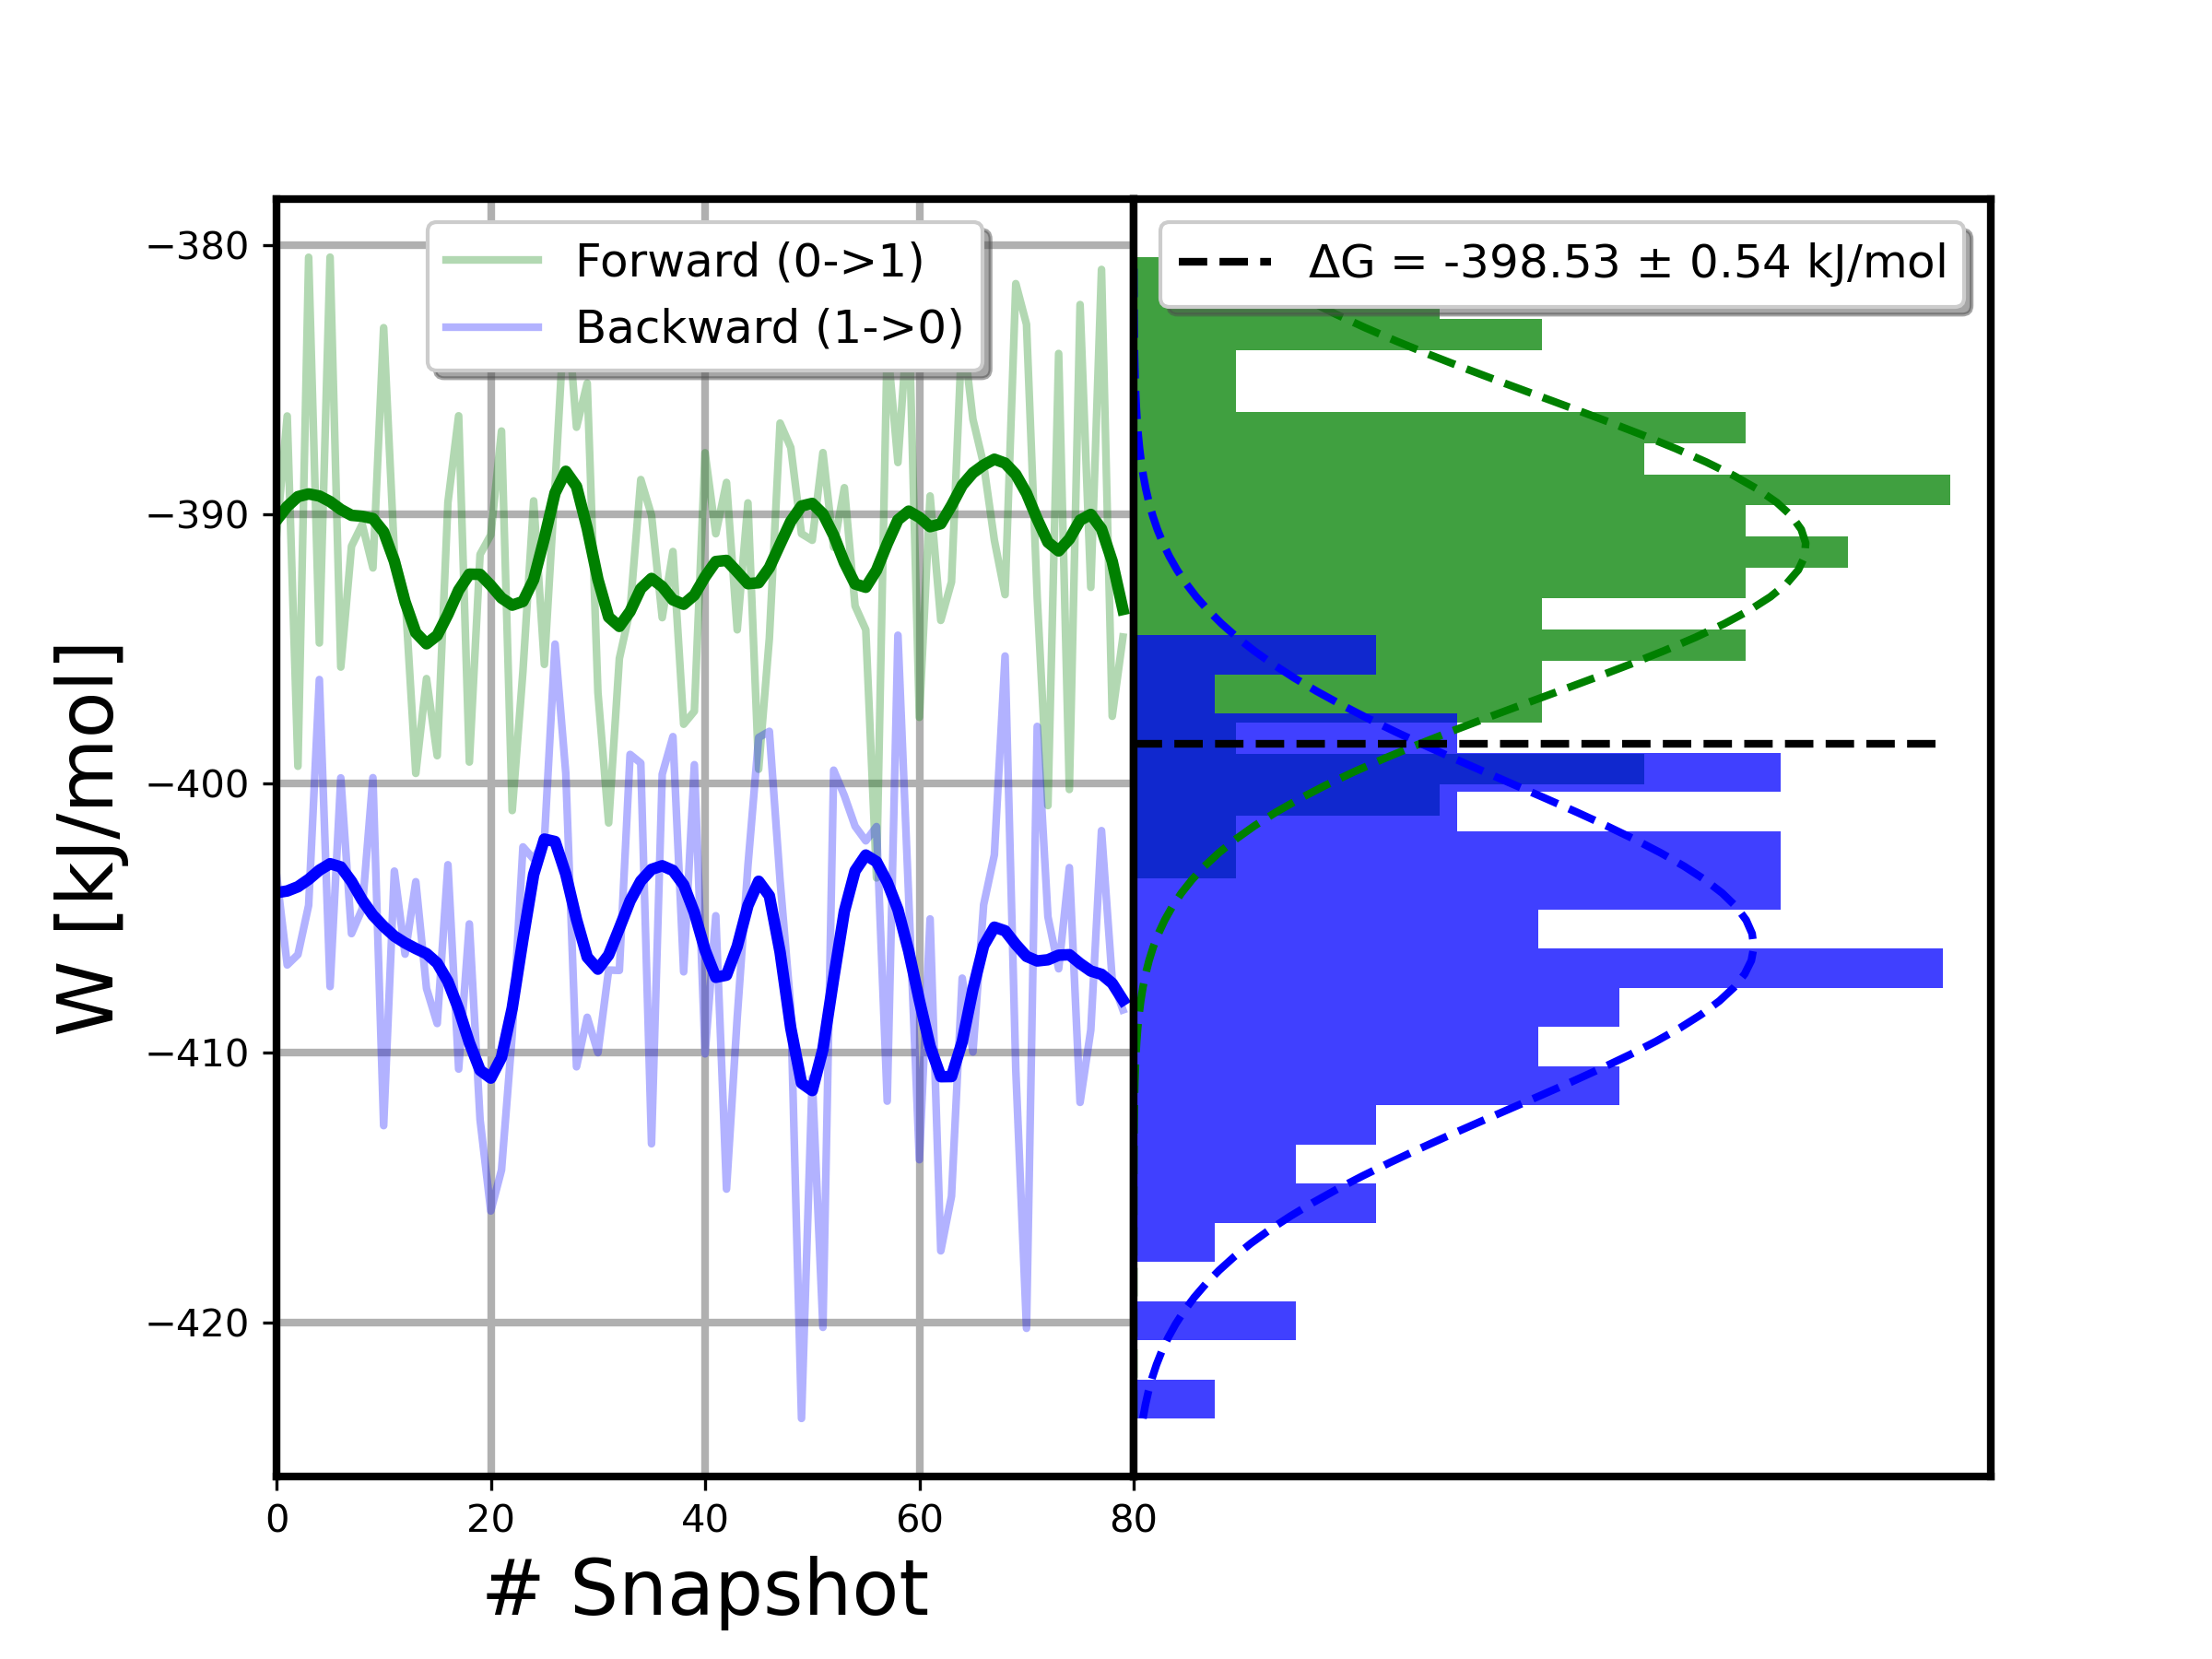 Forward (0->1)
Backward (1->0)
ΔG = -398.53 ± 0.54 kJ/mol
−380
−390
−400
−410
−420
W [kJ/mol]
0 20 40 60 80
# Snapshot